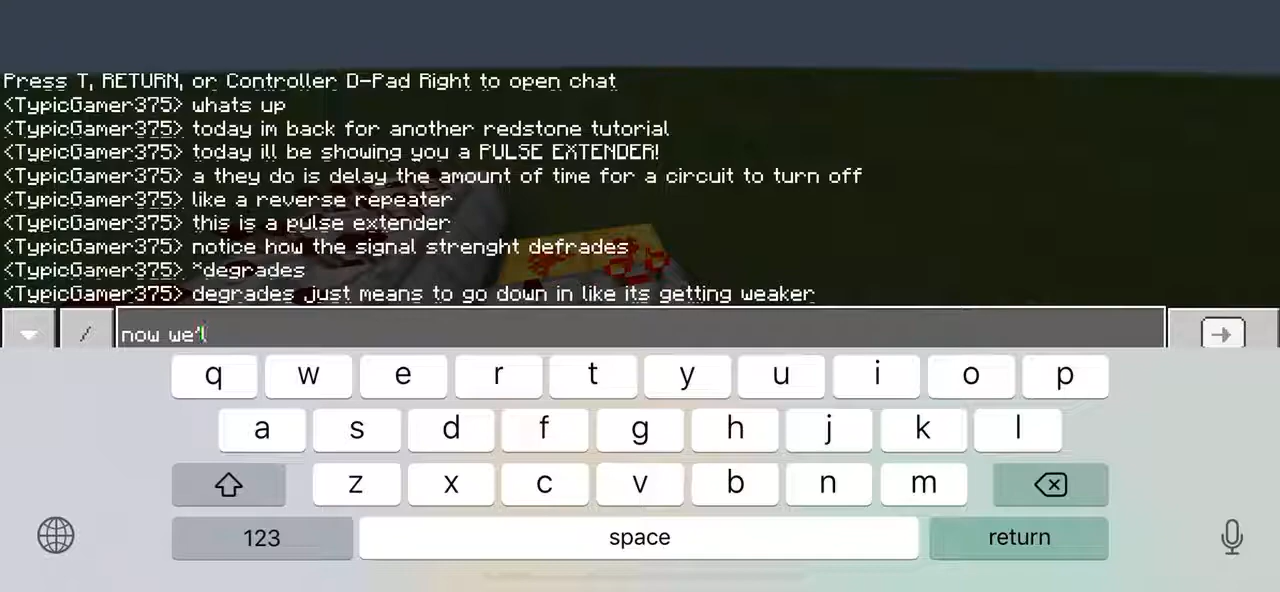 Press T, RETURN, or Controller D-Pad Right to open chat
<TypicGamer375> whats up
<TypicGamer375> today im back for another redstone tutorial
<TypicGamer375> today ill be showing you a PULSE EXTENDER!
<TypicGamer375> a they do is delay the amount of time for a circuit to turn off
<TypicGamer375> like a reverse repeater
<TypicGamer375> this is a pulse extender
<TypicGamer375> notice how the signal strenght defrades
<TypicGamer375> *degrades
<TypicGamer375> degrades just means to go down in like its getting weaker
/ now we'l
q w e r t y u i o p
a s d f g h j k l
z x c v b n m
123 space return